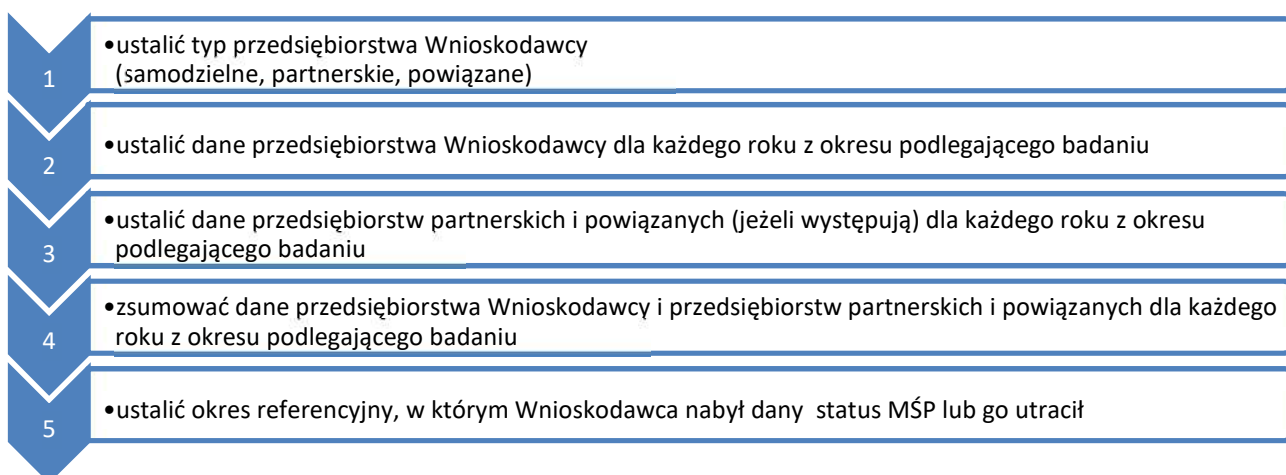 1
•ustalić typ przedsiębiorstwa Wnioskodawcy
(samodzielne, partnerskie, powiązane)
2
•ustalić dane przedsiębiorstwa Wnioskodawcy dla każdego roku z okresu podlegającego badaniu
3
•ustalić dane przedsiębiorstw partnerskich i powiązanych (jeżeli występują) dla każdego roku z okresu
podlegającego badaniu
4
•zsumować dane przedsiębiorstwa Wnioskodawcy i przedsiębiorstw partnerskich i powiązanych dla każdego
roku z okresu podlegającego badaniu
5
•ustalić okres referencyjny, w którym Wnioskodawca nabył dany status MŚP lub go utracił